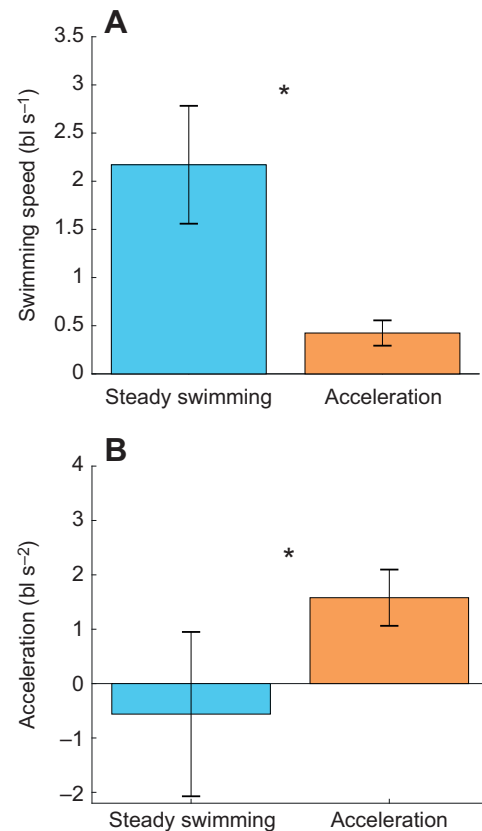 A
3.5
3
2.5
2
1.5
1
0.5
0
Swimming speed (bl s⁻¹)
*
Steady swimming Acceleration
B
4
3
2
1
0
–1
–2
Acceleration (bl s⁻²)
*
Steady swimming Acceleration